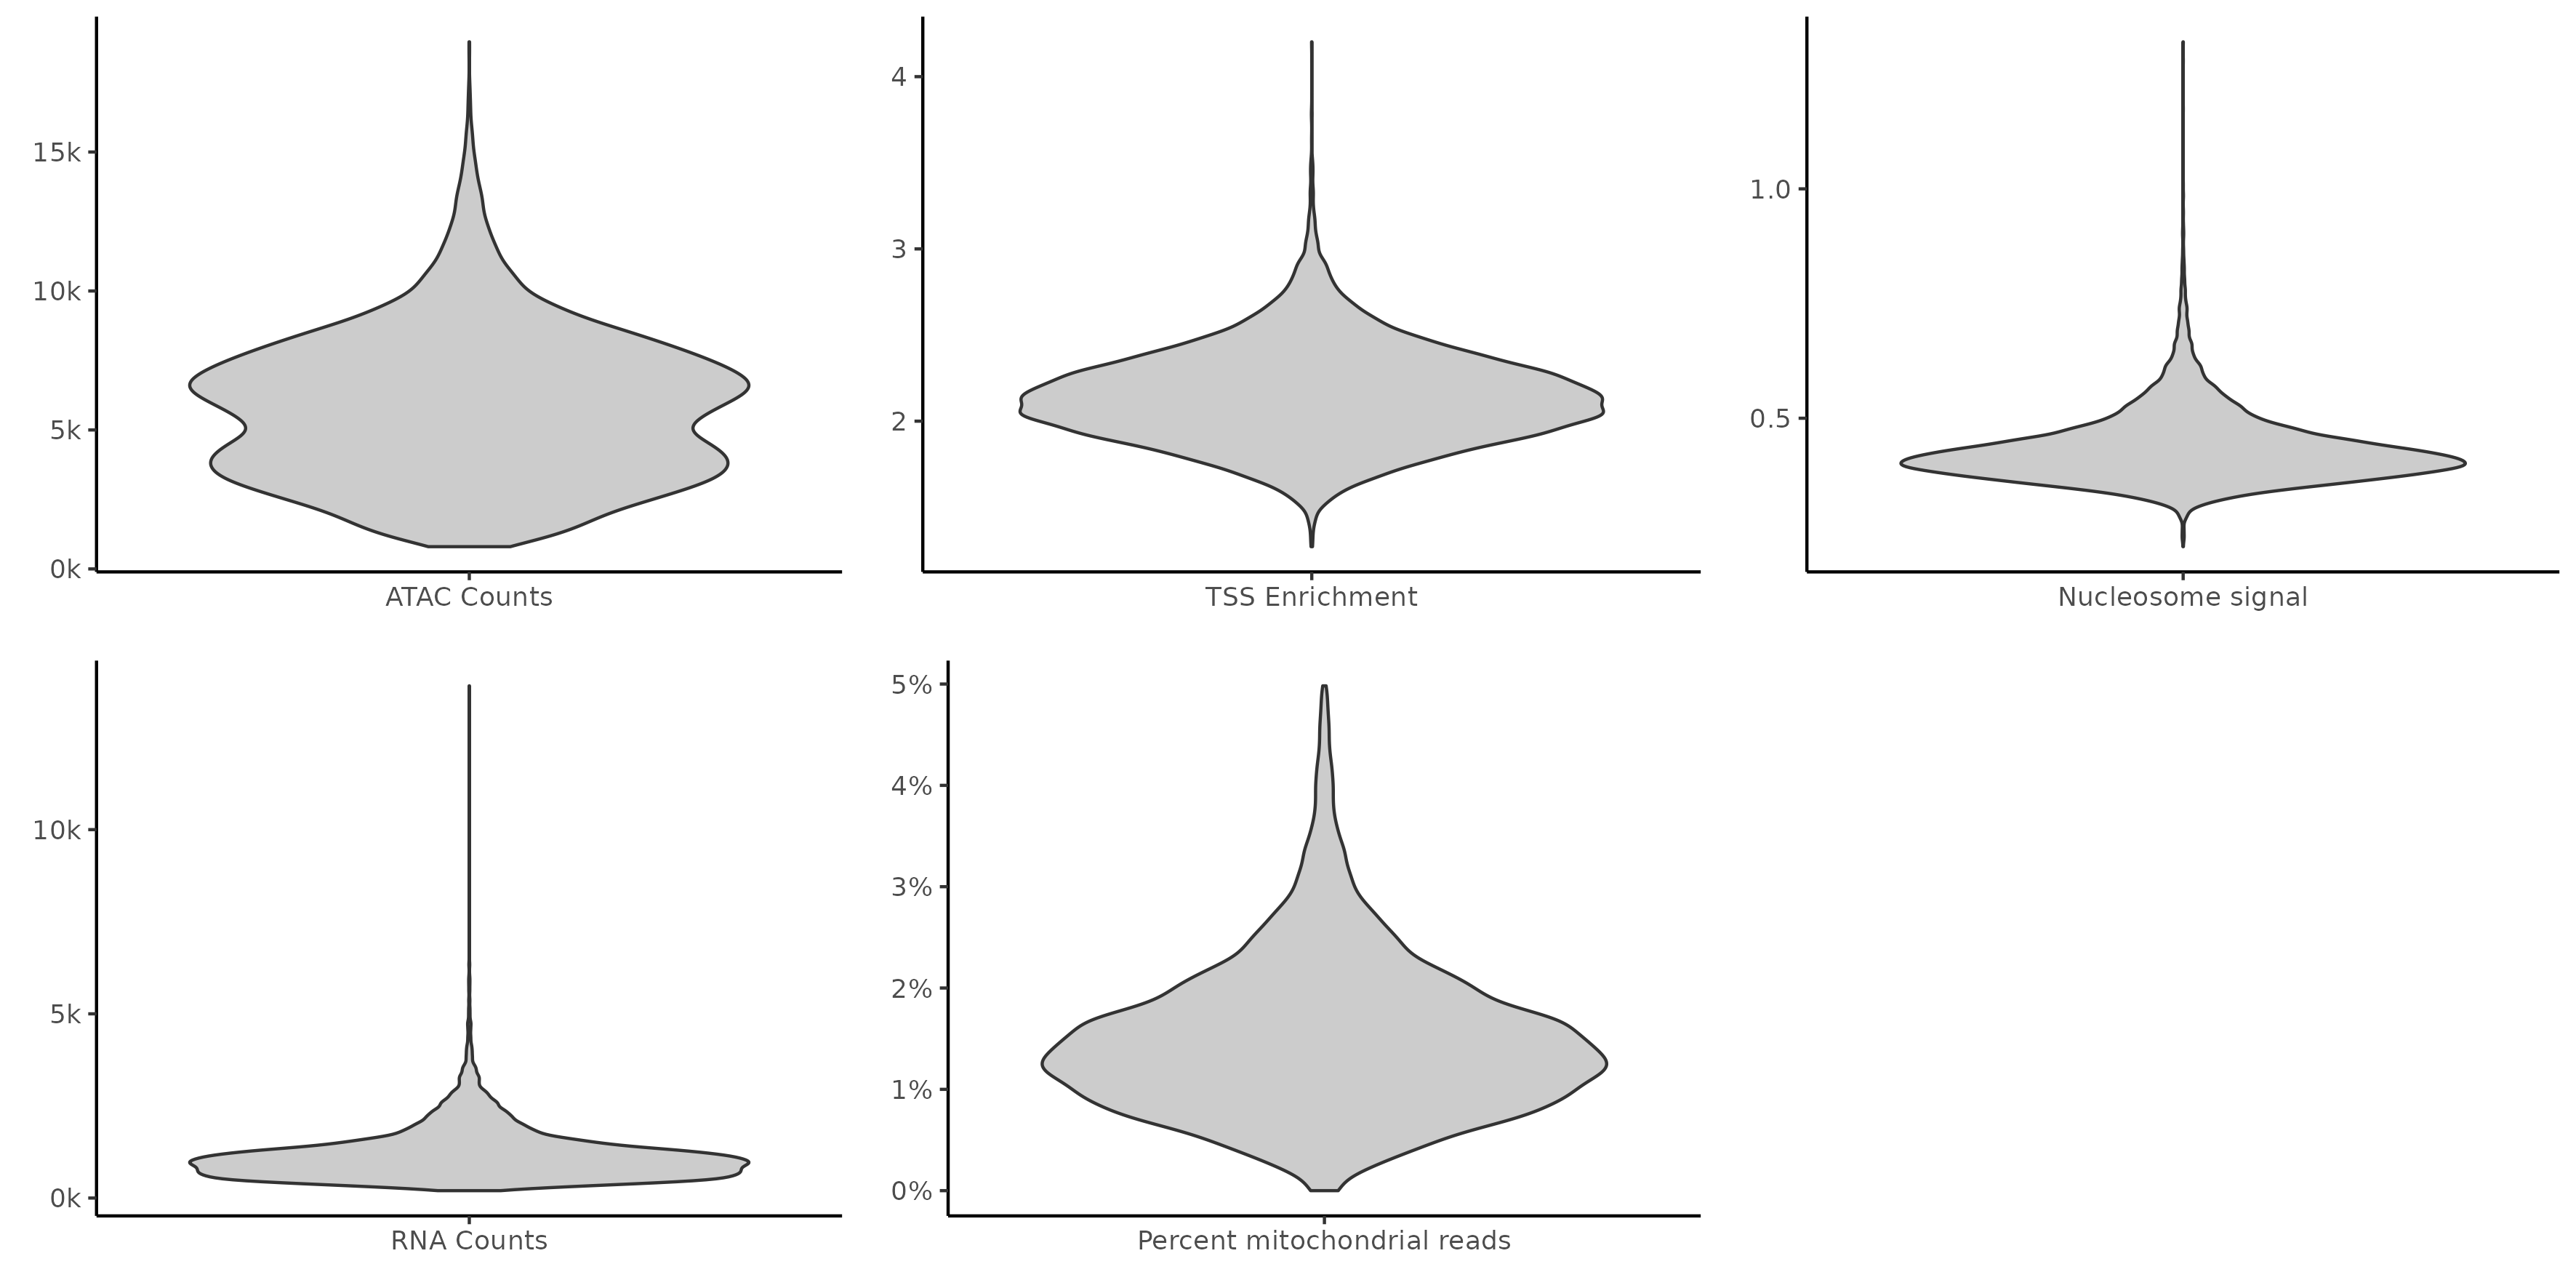 15k
10k
5k
0k
ATAC Counts
4
3
2
TSS Enrichment
1.0
0.5
Nucleosome signal
10k
5k
0k
RNA Counts
5%
4%
3%
2%
1%
0%
Percent mitochondrial reads